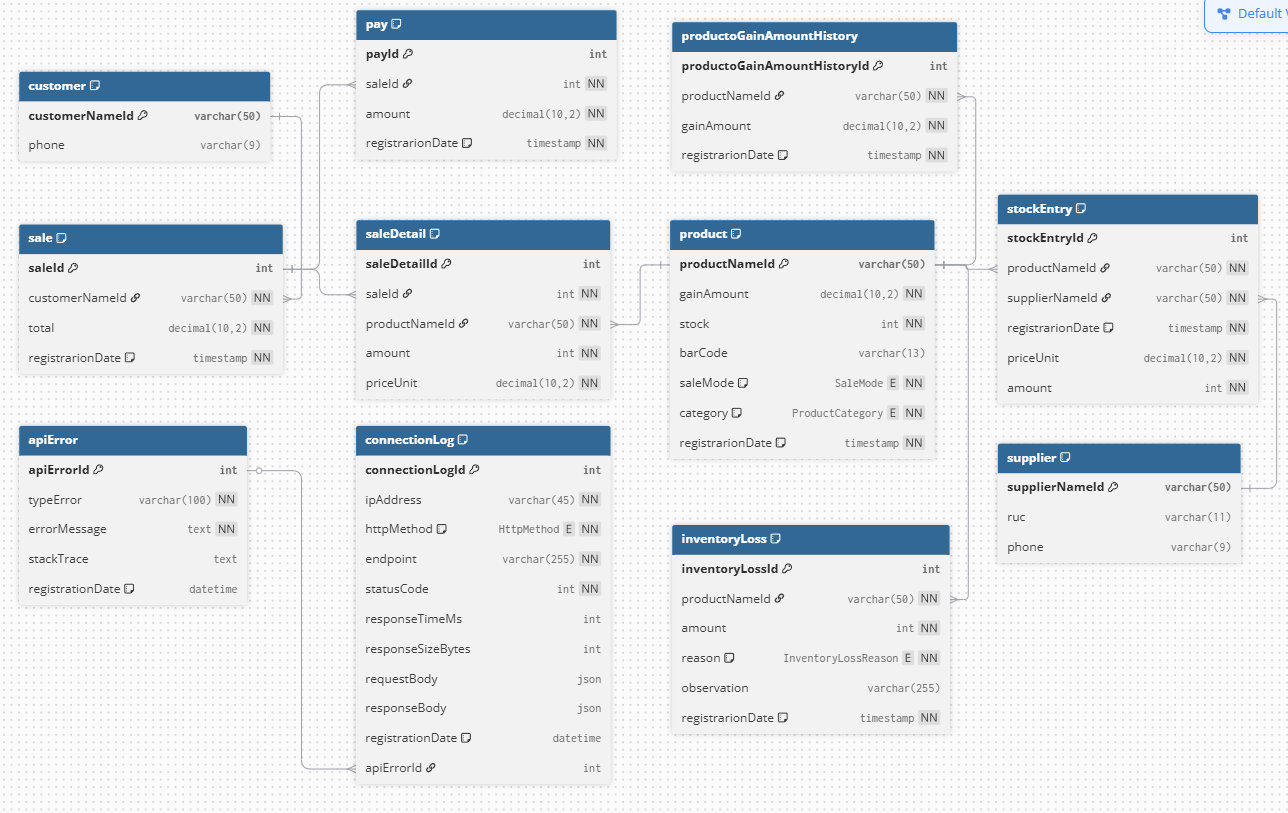 Default
pay
payId int
saleId int NN
amount decimal(10,2) NN
registrarionDate timestamp NN
productoGainAmountHistory
productoGainAmountHistoryId int
productNameId varchar(50) NN
gainAmount decimal(10,2) NN
registrarionDate timestamp NN
customer
customerNameId varchar(50)
phone varchar(9)
stockEntry
stockEntryId int
productNameId varchar(50) NN
supplierNameId varchar(50) NN
registrarionDate timestamp NN
priceUnit decimal(10,2) NN
amount int NN
sale
saleId int
customerNameId varchar(50) NN
total decimal(10,2) NN
registrarionDate timestamp NN
saleDetail
saleDetailId int
saleId int NN
productNameId varchar(50) NN
amount int NN
priceUnit decimal(10,2) NN
product
productNameId varchar(50)
gainAmount decimal(10,2) NN
stock int NN
barCode varchar(13)
saleMode SaleMode E NN
category ProductCategory E NN
registrarionDate timestamp NN
apiError
apiErrorId int
typeError varchar(100) NN
errorMessage text NN
stackTrace text
registrationDate datetime
connectionLog
connectionLogId int
ipAddress varchar(45) NN
httpMethod HttpMethod E NN
endpoint varchar(255) NN
statusCode int NN
responseTimeMs int
responseSizeBytes int
requestBody json
responseBody json
registrationDate datetime
apiErrorId int
supplier
supplierNameId varchar(50)
ruc varchar(11)
phone varchar(9)
inventoryLoss
inventoryLossId int
productNameId varchar(50) NN
amount int NN
reason InventoryLossReason E NN
observation varchar(255)
registrarionDate timestamp NN